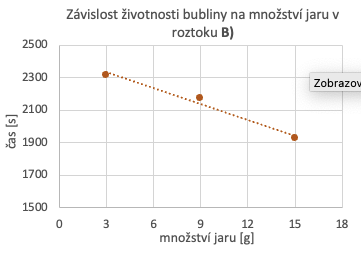 Závislost životnosti bubliny na množství jaru v
roztoku B)
čas [s]
2500
2300
2100
1900
1700
1500
0 3 6 9 12 15 18
množství jaru [g]
Zobrazov